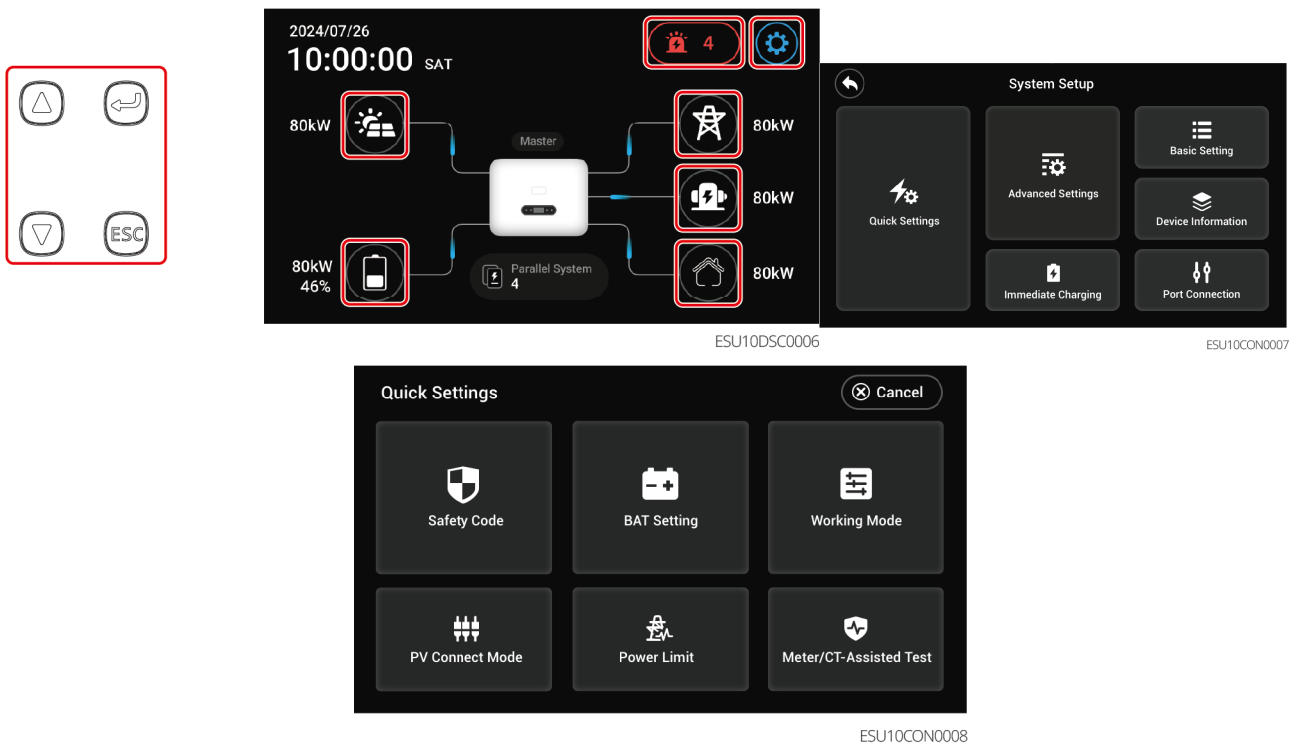 ESC
2024/07/26
10:00:00 SAT
4
80kW
80kW
Master
80kW
80kW
46%
Parallel System
4
80kW
ESU10DSC0006
System Setup
Quick Settings
Advanced Settings
Basic Setting
Device Information
Immediate Charging
Port Connection
ESU10CON0007
Quick Settings
Cancel
Safety Code
BAT Setting
Working Mode
PV Connect Mode
Power Limit
Meter/CT-Assisted Test
ESU10CON0008